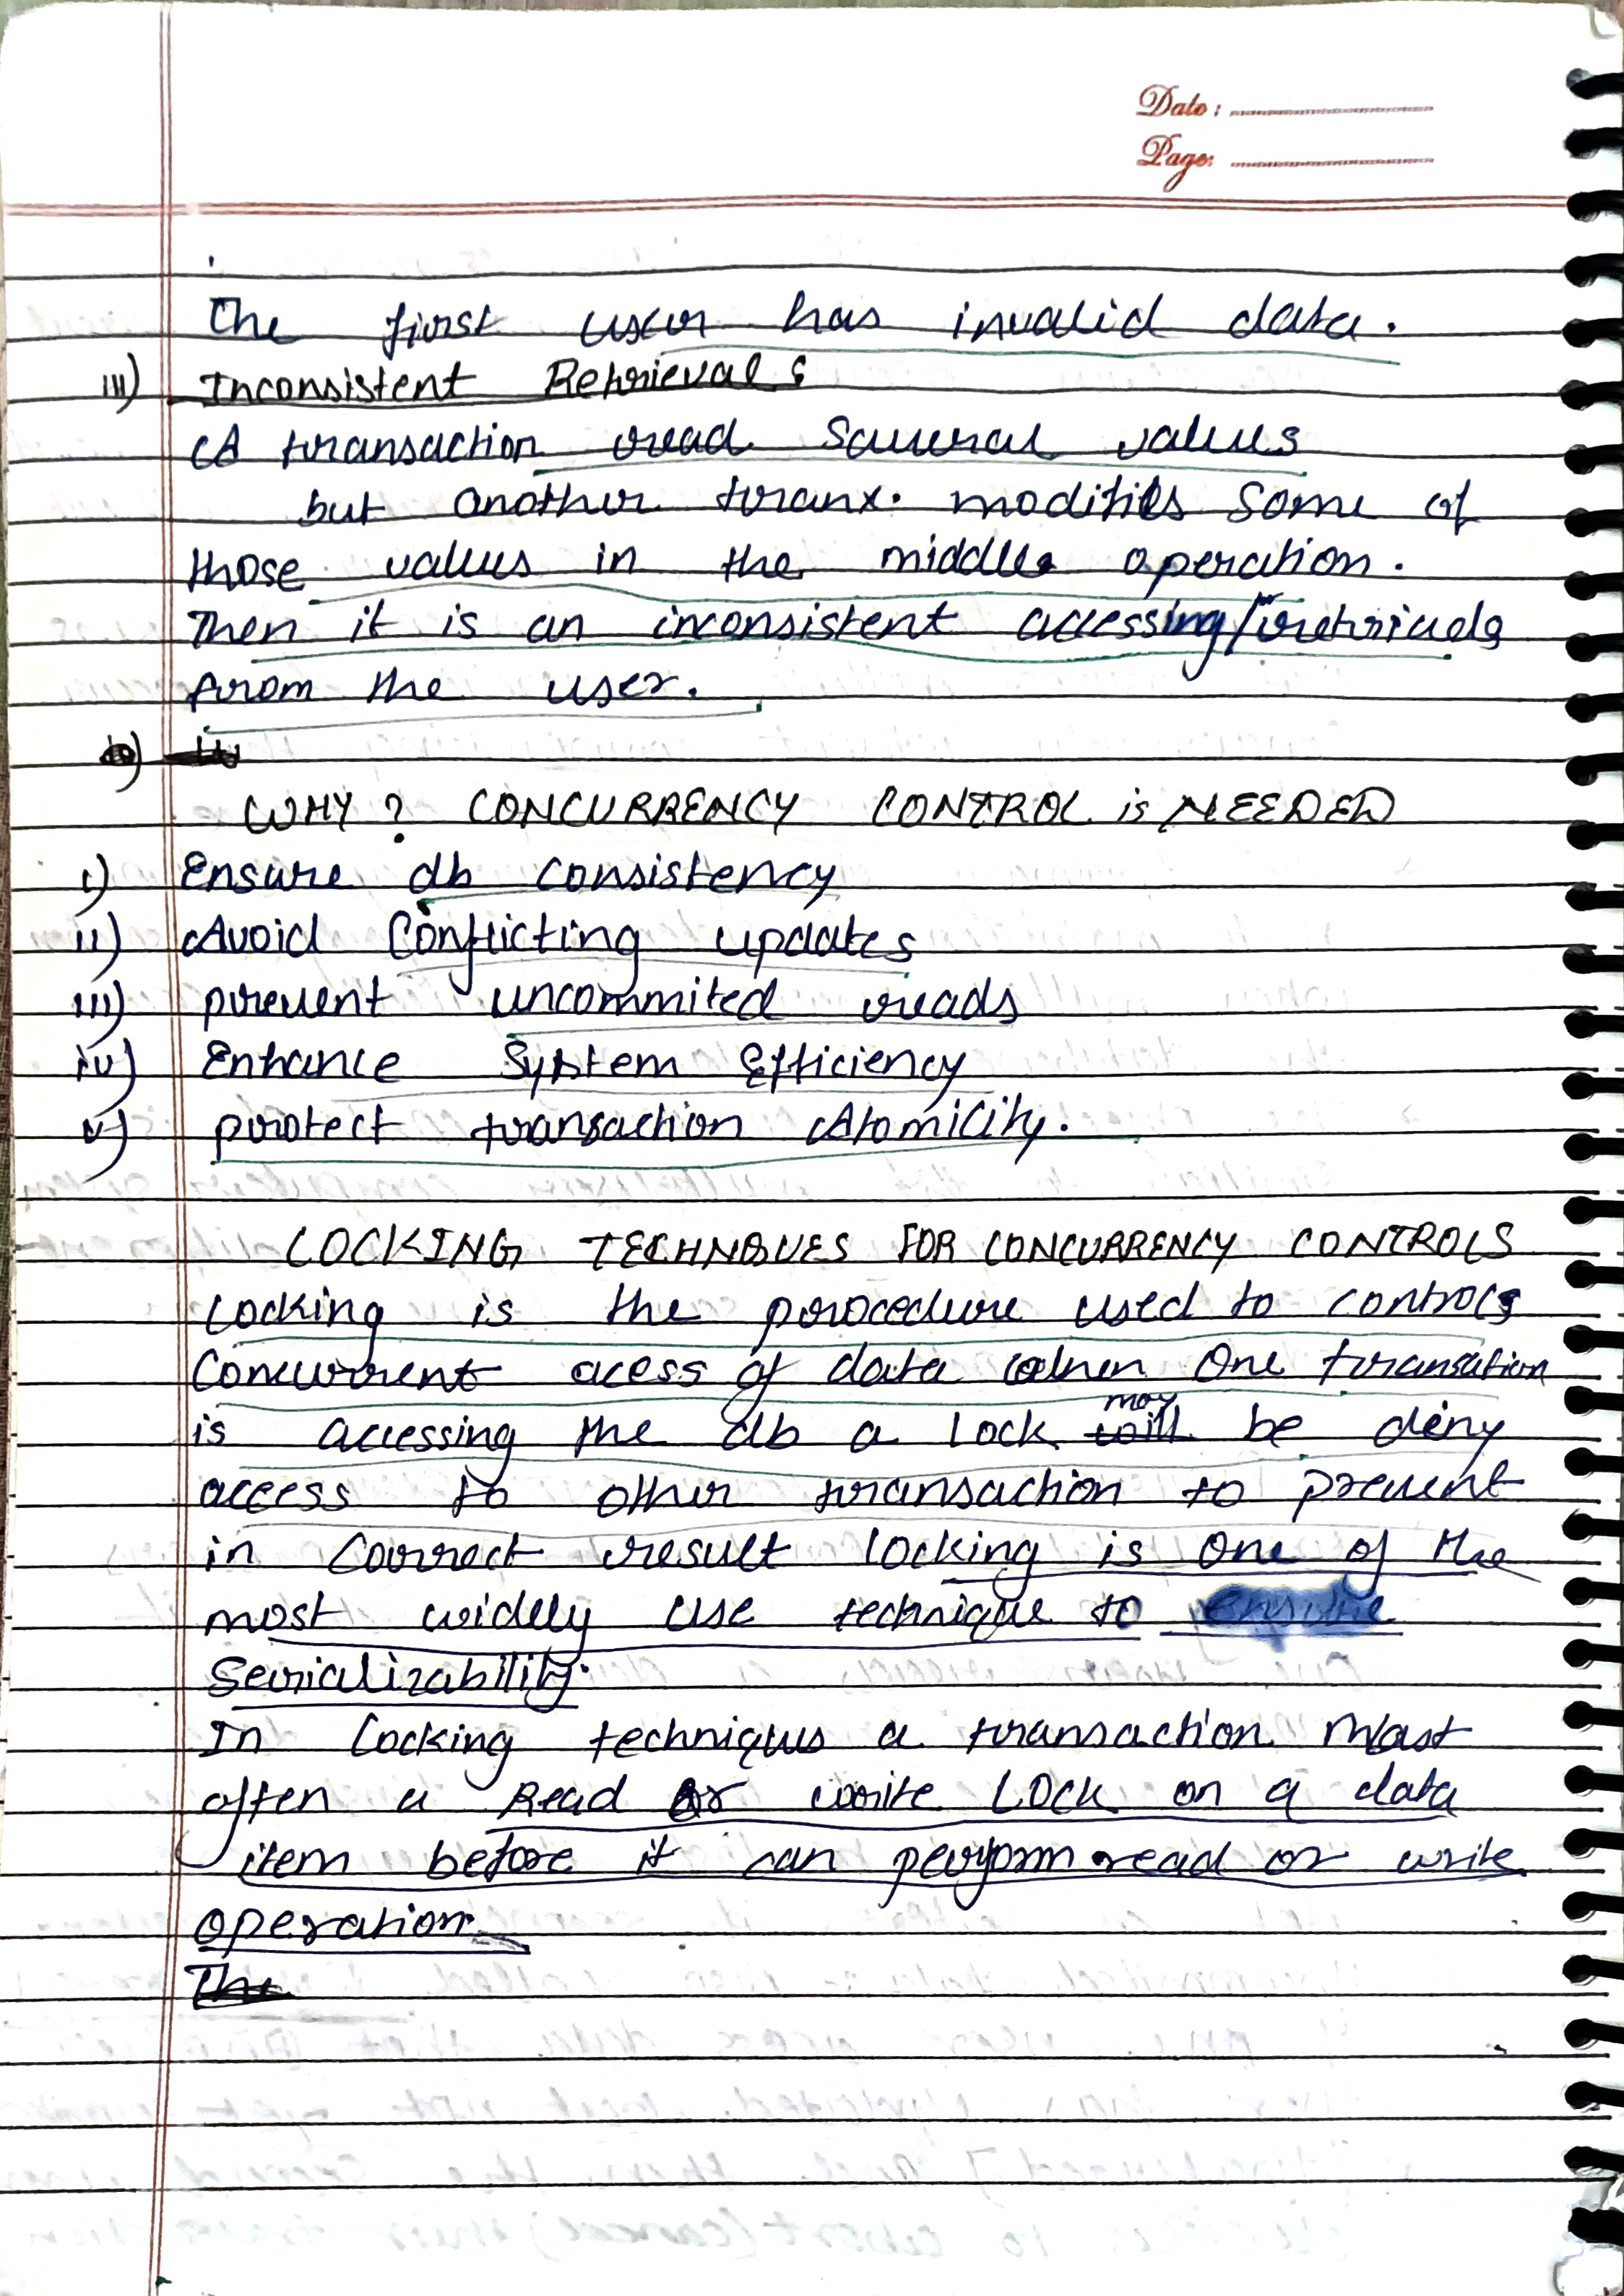 Date :
Page:
The first user has invalid data.
iii) Inconsistent Retrieval :
A transaction read several values
but another tranx. modifies some of
those values in the middle operation.
Then it is an inconsistent accessing/retrievals
from the user.
WHY? CONCURRENCY CONTROL is NEEDED
i) Ensure db consistency
ii) Avoid Conflicting updates
iii) prevent uncommited reads
iv) Enhance System Efficiency
v) protect transaction Atomicity.
LOCKING TECHNIQUES FOR CONCURRENCY CONTROLS
Locking is the procedure used to controls
Concurrent acess of data when one transation
is accessing the db a lock may be deny
access to other transaction to prevent
in correct result locking is one of the
most widely use technique to ensure
Serializability.
In locking techniques a transaction must
often a Read or write Lock on a data
item before it can perform read or write
operation.
The